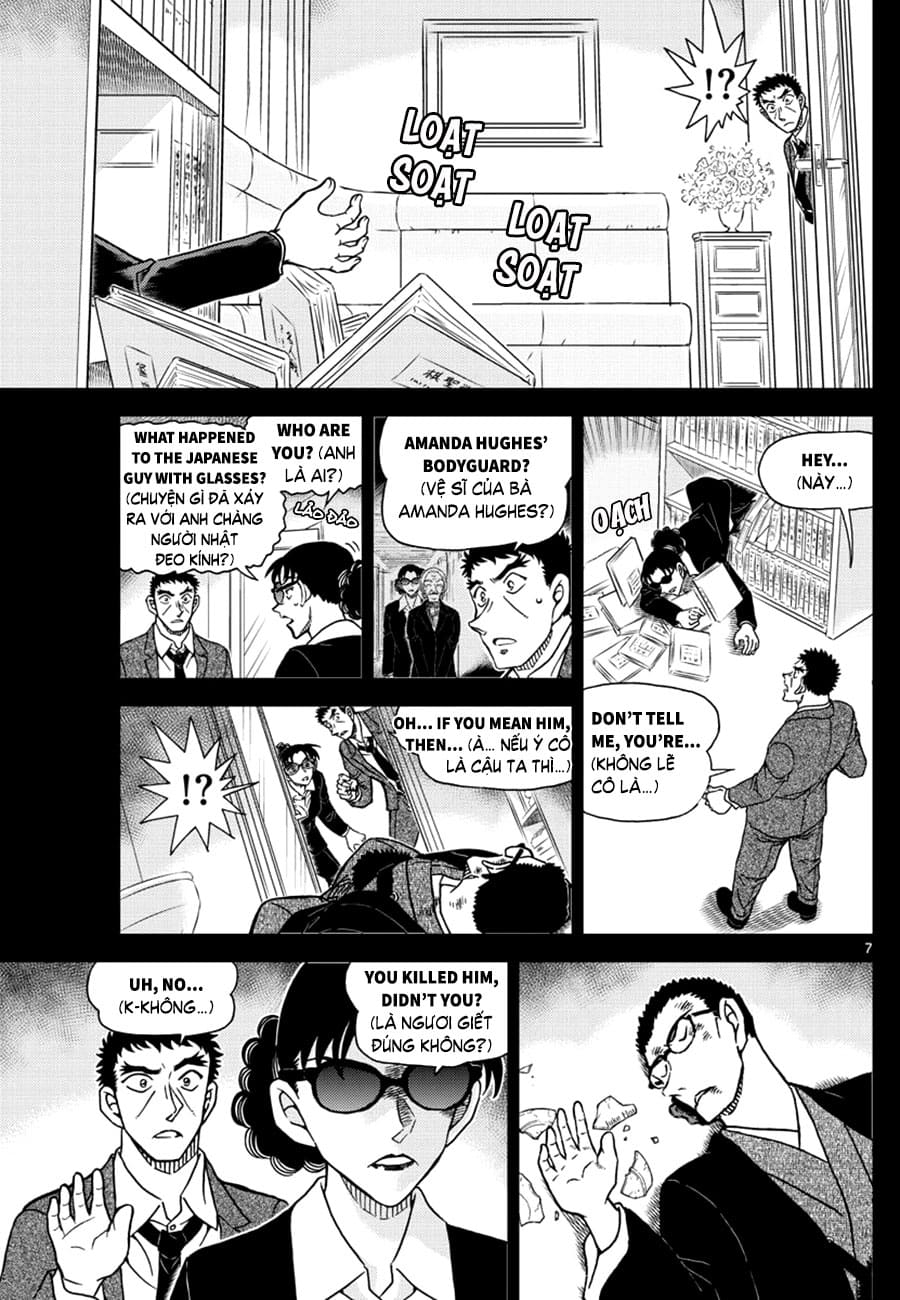 !?
LOẠT
SOẠT
LOẠT
SOẠT
HEY...
(NÀY...)
OẠCH
DON'T TELL
ME, YOU'RE...
(KHÔNG LẼ
CÔ LÀ...)
AMANDA HUGHES'
BODYGUARD?
(VỆ SĨ CỦA BÀ
AMANDA HUGHES?)
WHO ARE
YOU? (ANH
LÀ AI?)
LẢO ĐẢO
WHAT HAPPENED
TO THE JAPANESE
GUY WITH GLASSES?
(CHUYỆN GÌ ĐÃ XẢY
RA VỚI ANH CHÀNG
NGƯỜI NHẬT
ĐEO KÍNH?)
OH... IF YOU MEAN HIM,
THEN... (À... NẾU Ý CÔ
LÀ CẬU TA THÌ...)
!?
7
YOU KILLED HIM,
DIDN'T YOU?
(LÀ NGƯƠI GIẾT
ĐÚNG KHÔNG?)
UH, NO...
(K-KHÔNG...)